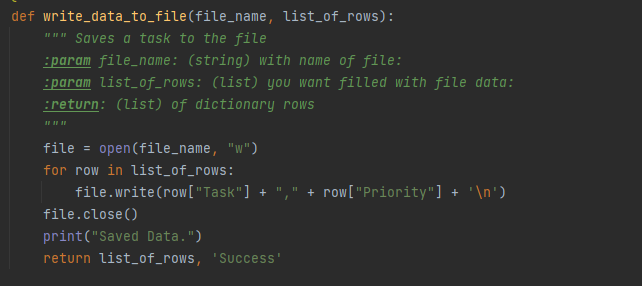 def write_data_to_file(file_name, list_of_rows):
    """ Saves a task to the file
    :param file_name: (string) with name of file:
    :param list_of_rows: (list) you want filled with file data:
    :return: (list) of dictionary rows
    """
    file = open(file_name, "w")
    for row in list_of_rows:
        file.write(row["Task"] + "," + row["Priority"] + '\n')
    file.close()
    print("Saved Data.")
    return list_of_rows, 'Success'